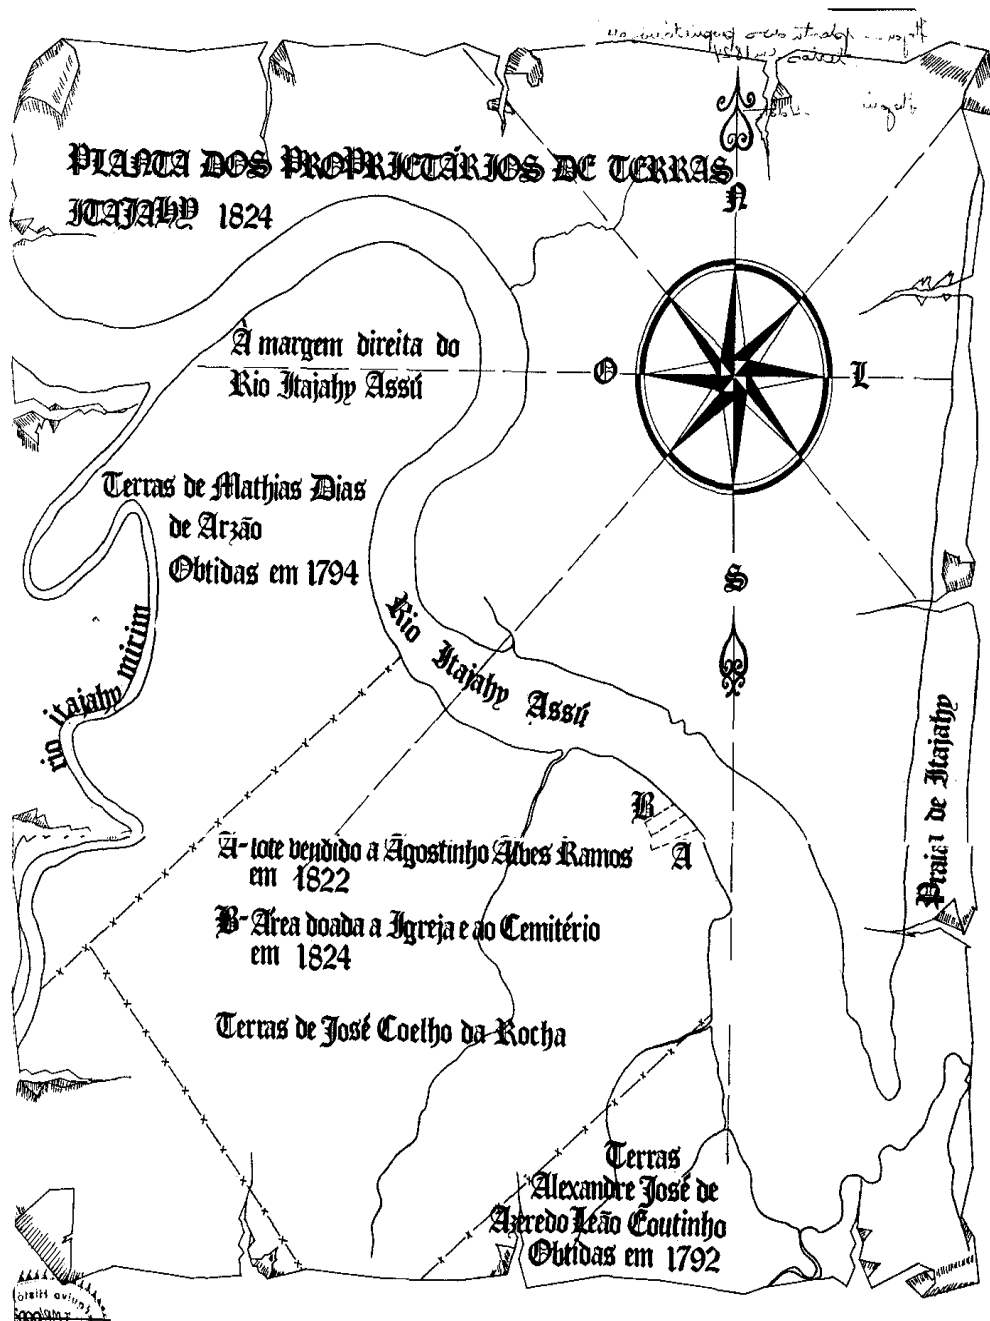 PLANTA DOS PROPRIETÁRIOS DE TERRAS
ITAJAHY 1824
N
À margem direita do
Rio Itajahy Assú
O
L
Terras de Mathias Dias
de Arzão
Obtidas em 1794
S
Rio Itajahy Assú
rio itajahy mirim
Praia de Itajahy
B
A
A- lote vendido a Agostinho Alves Ramos
em 1822
B- Área doada a Igreja e ao Cemitério
em 1824
Terras de José Coelho da Rocha
Terras
Alexandre José de
Azeredo Leão Coutinho
Obtidas em 1792